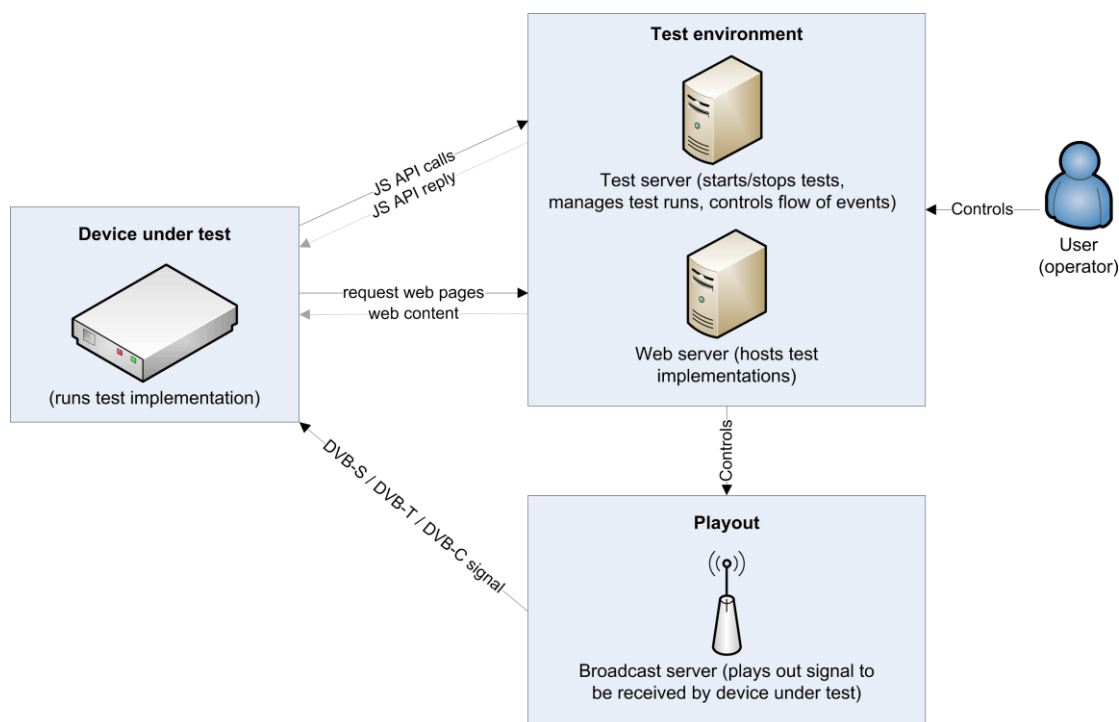 Test environment
Test server (starts/stops tests,
manages test runs, controls flow of events)
JS API calls
JS API reply
Controls
User
(operator)
Device under test
(runs test implementation)
request web pages
web content
Web server (hosts test
implementations)
Controls
DVB-S / DVB-T / DVB-C signal
Playout
Broadcast server (plays out signal to
be received by device under test)